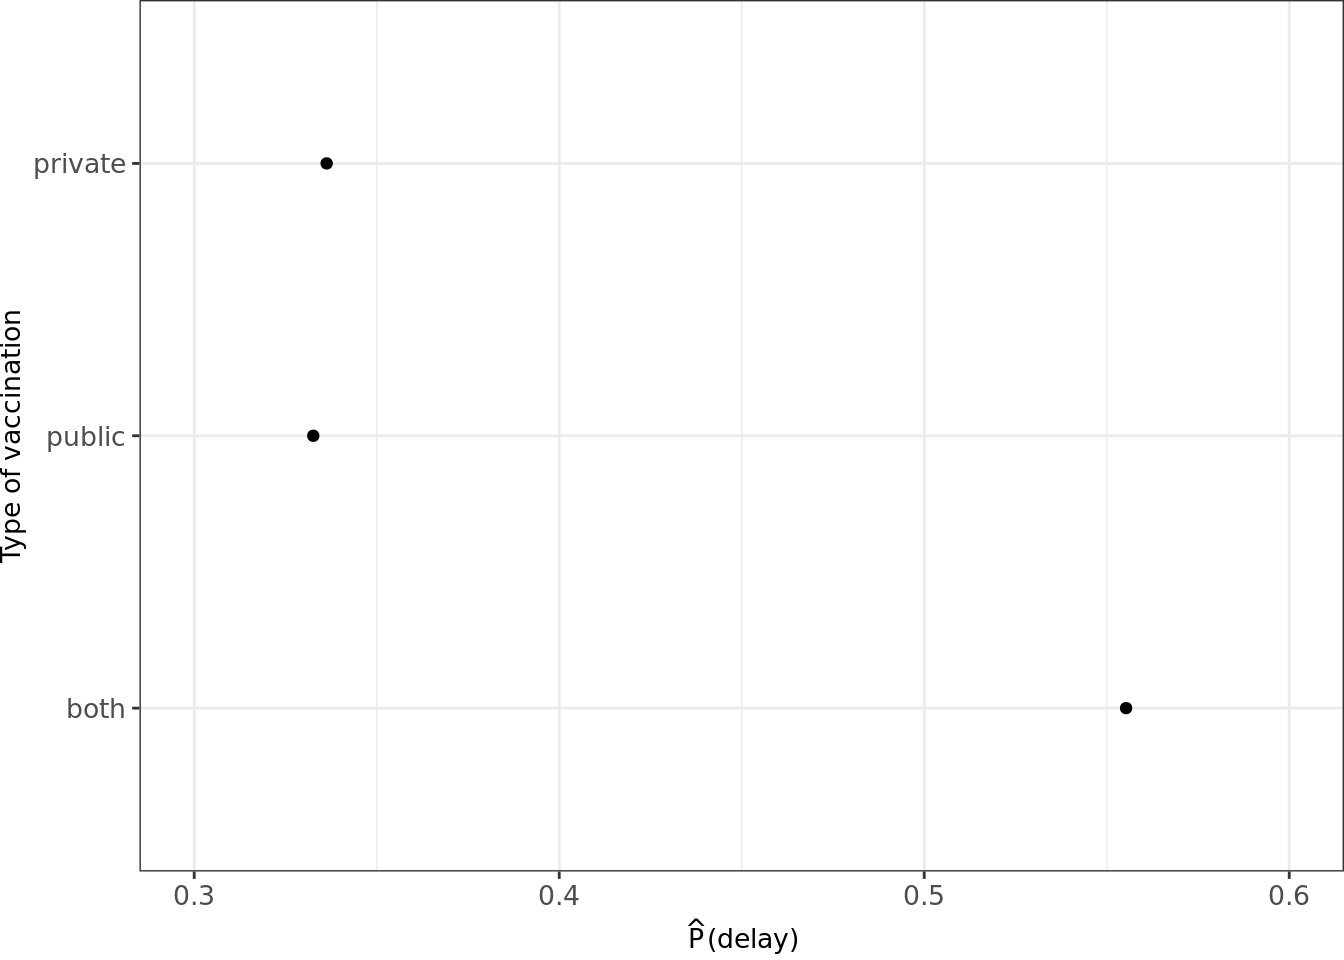 private
public
both
Type of vaccination
0.3 0.4 0.5 0.6
P̂(delay)